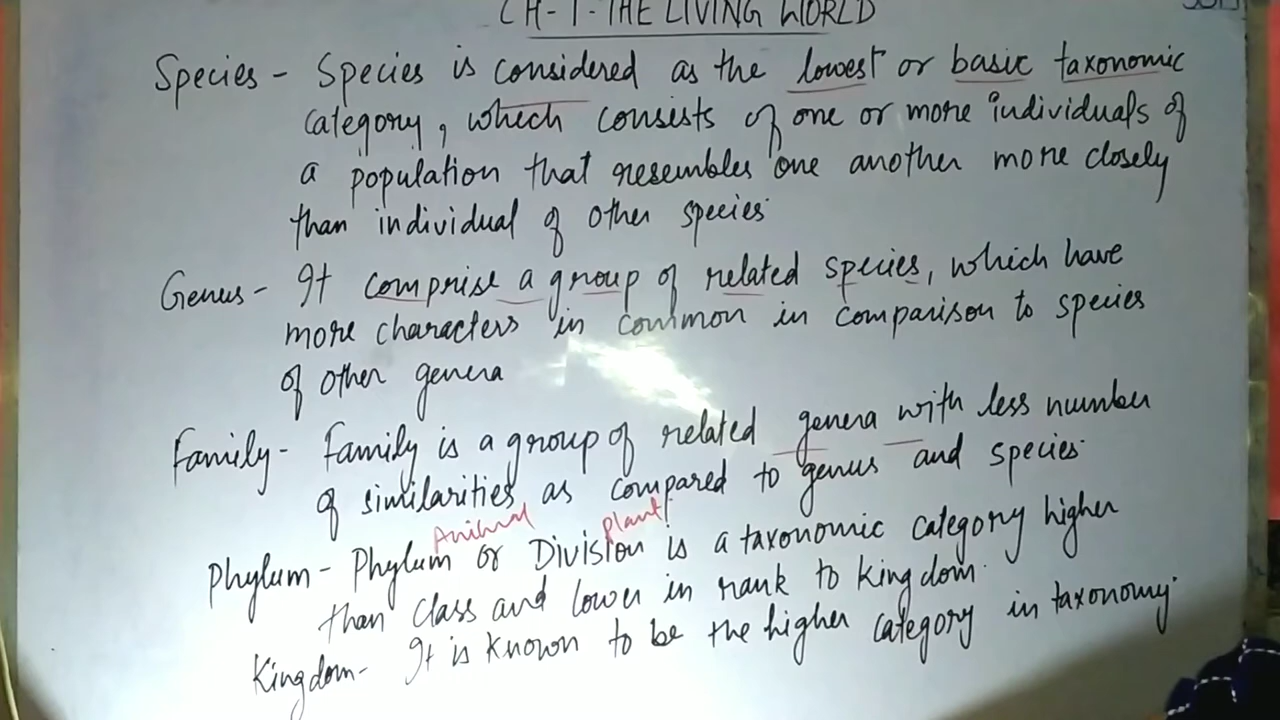 CH-1-THE LIVING WORLD
Species - Species is considered as the lowest or basic taxonomic
category, which consists of one or more individuals of
a population that resembles one another more closely
than individual of other species
Genus - It comprise a group of related species, which have
more characters in common in comparison to species
of other genera
Family - Family is a group of related genera with less number
of similarities as compared to genus and species
Animal plant
Phylum - Phylum or Division is a taxonomic category higher
than Class and lower in rank to kingdom.
Kingdom - It is known to be the higher category in taxonomy.